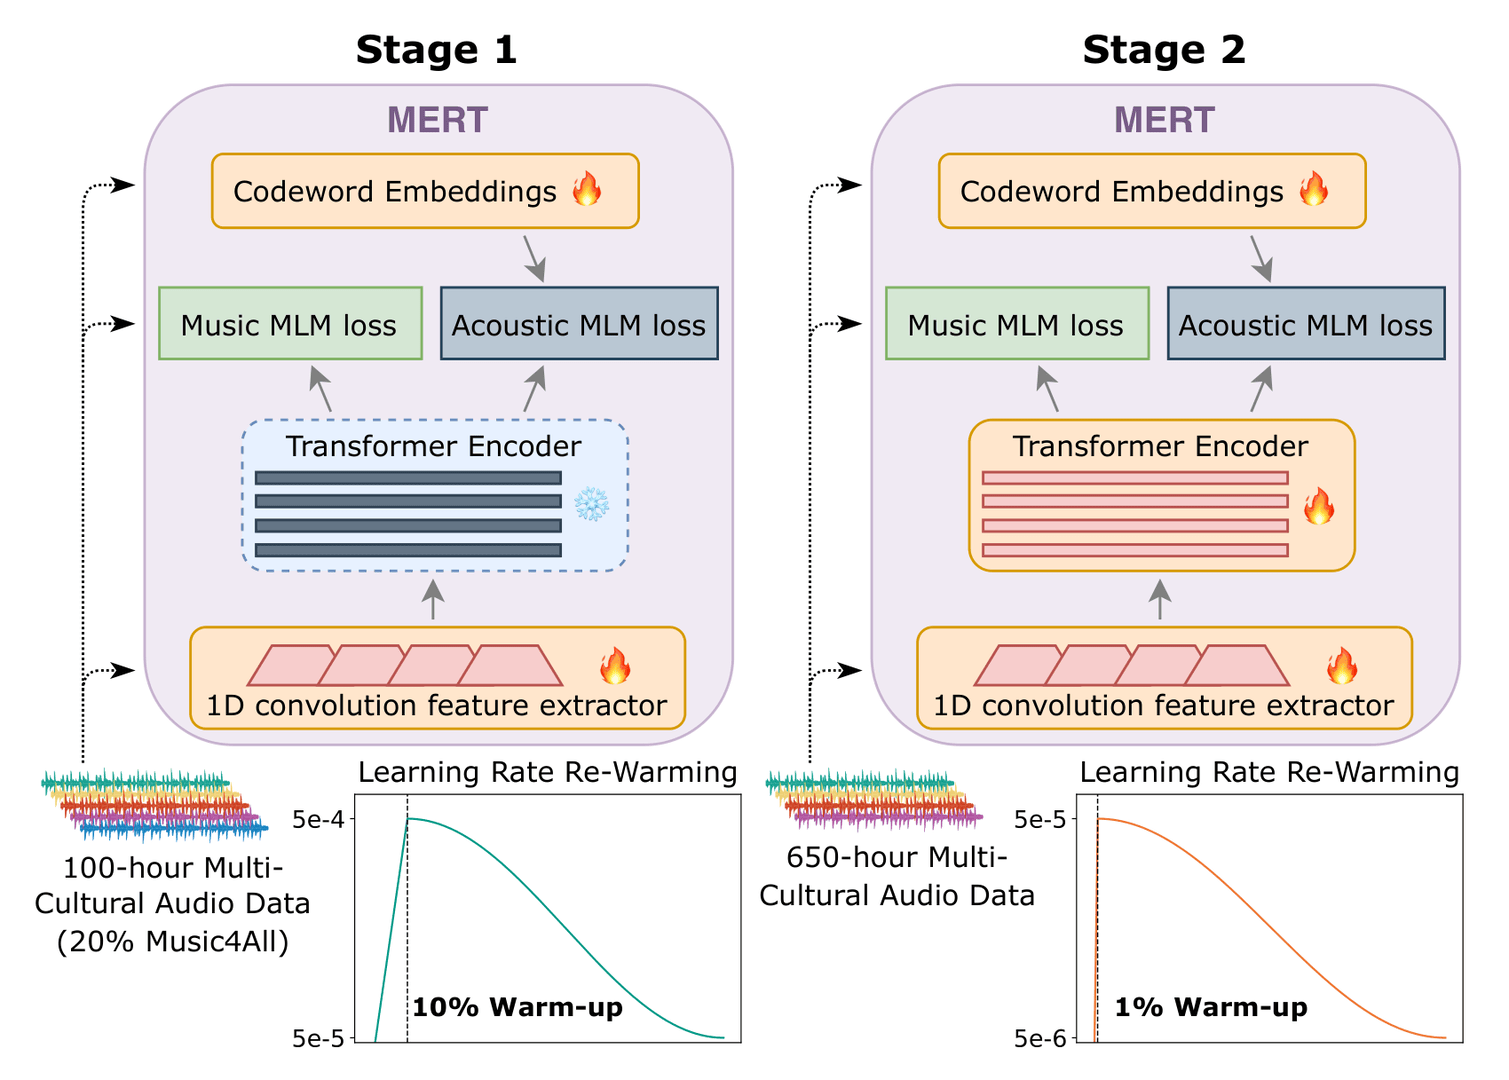 Stage 1
MERT
Codeword Embeddings
Music MLM loss
Acoustic MLM loss
Transformer Encoder
1D convolution feature extractor
100-hour Multi-
Cultural Audio Data
(20% Music4All)
Learning Rate Re-Warming
5e-4
10% Warm-up
5e-5
Stage 2
MERT
Codeword Embeddings
Music MLM loss
Acoustic MLM loss
Transformer Encoder
1D convolution feature extractor
650-hour Multi-
Cultural Audio Data
Learning Rate Re-Warming
5e-5
1% Warm-up
5e-6